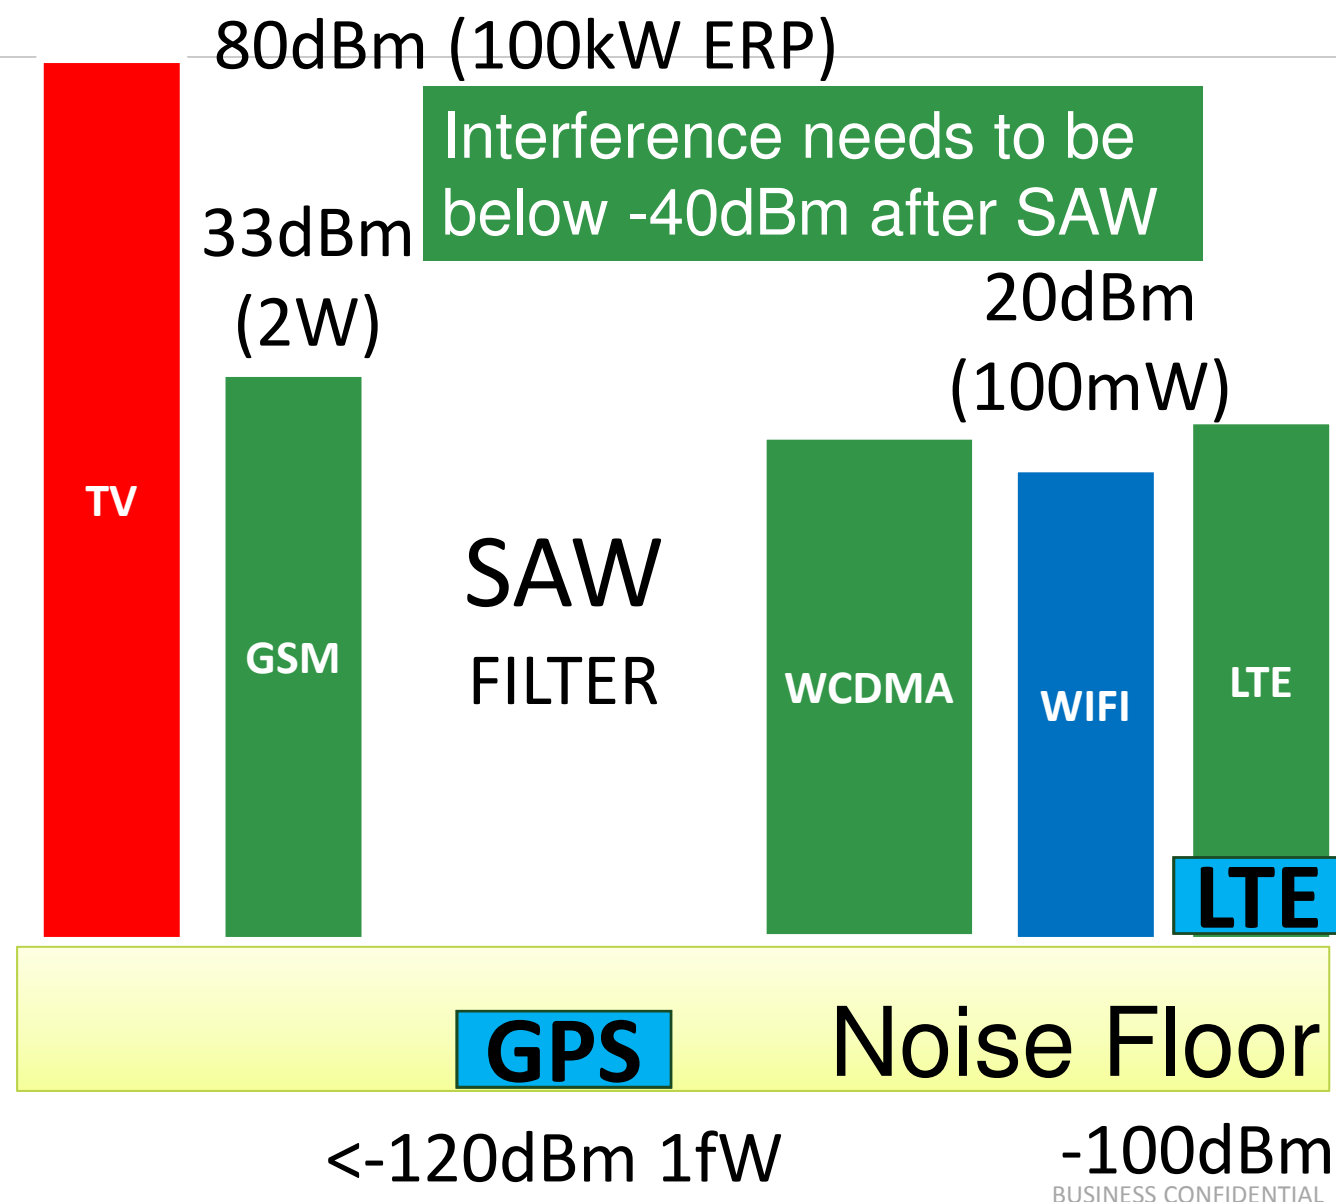 80dBm (100kW ERP)
Interference needs to be
below -40dBm after SAW
33dBm
(2W)
20dBm
(100mW)
TV
GSM
SAW
FILTER
WCDMA
WIFI
LTE
LTE
GPS
Noise Floor
<-120dBm 1fW
-100dBm
BUSINESS CONFIDENTIAL